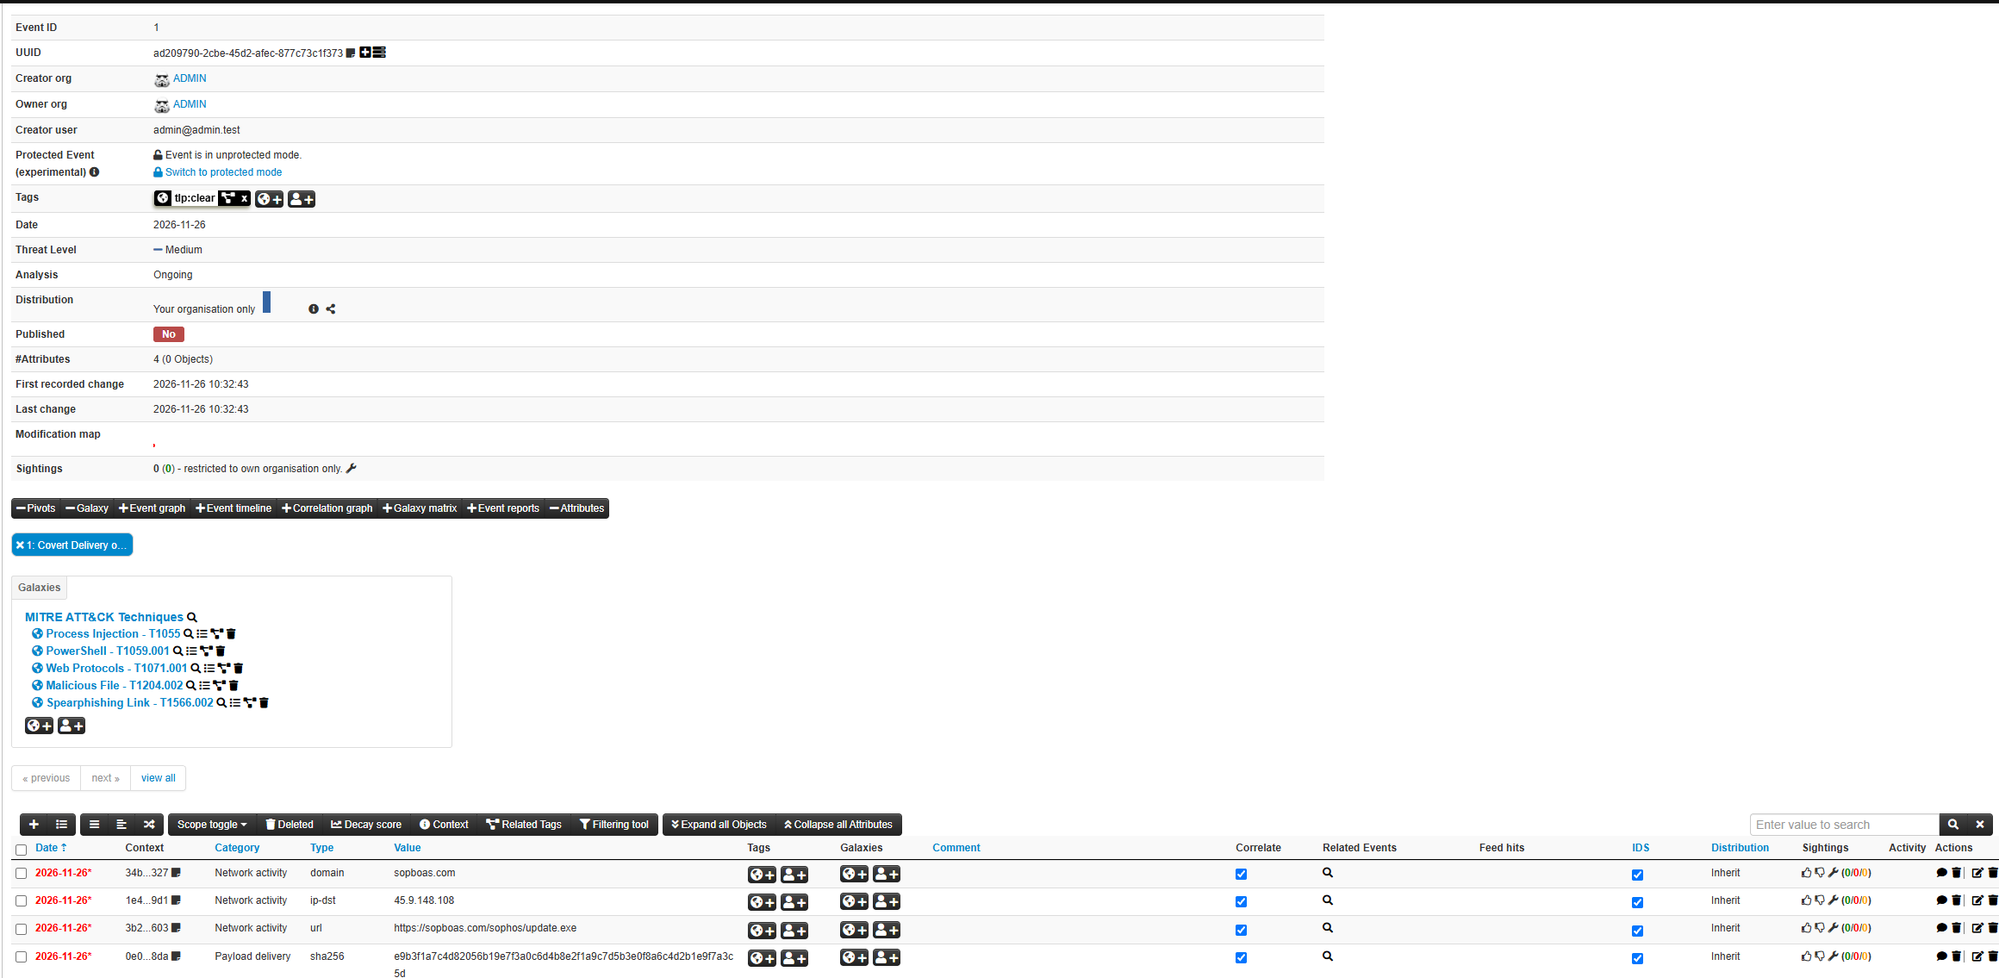 Event ID 1
UUID ad209790-2cbe-45d2-afec-877c73c1f373
Creator org ADMIN
Owner org ADMIN
Creator user admin@admin.test
Protected Event (experimental) Event is in unprotected mode.
Switch to protected mode
Tags tlp:clear x
Date 2026-11-26
Threat Level Medium
Analysis Ongoing
Distribution Your organisation only
Published No
#Attributes 4 (0 Objects)
First recorded change 2026-11-26 10:32:43
Last change 2026-11-26 10:32:43
Modification map
Sightings 0 (0) - restricted to own organisation only.
Pivots Galaxy Event graph Event timeline Correlation graph Galaxy matrix Event reports Attributes
1: Covert Delivery o...
Galaxies
MITRE ATT&CK Techniques
Process Injection - T1055
PowerShell - T1059.001
Web Protocols - T1071.001
Malicious File - T1204.002
Spearphishing Link - T1566.002
« previous next » view all
Scope toggle Deleted Decay score Context Related Tags Filtering tool Expand all Objects Collapse all Attributes Enter value to search
Date Context Category Type Value Tags Galaxies Comment Correlate Related Events Feed hits IDS Distribution Sightings Activity Actions
2026-11-26* 34b...327 Network activity domain sopboas.com Inherit (0/0/0)
2026-11-26* 1e4...9d1 Network activity ip-dst 45.9.148.108 Inherit (0/0/0)
2026-11-26* 3b2...603 Network activity url https://sopboas.com/sophos/update.exe Inherit (0/0/0)
2026-11-26* 0e0...8da Payload delivery sha256 e9b3f1a7c4d82056b19e7f3a0c6d4b8e2f1a9c7d5b3e0f8a6c4d2b1e9f7a3c Inherit (0/0/0)
5d